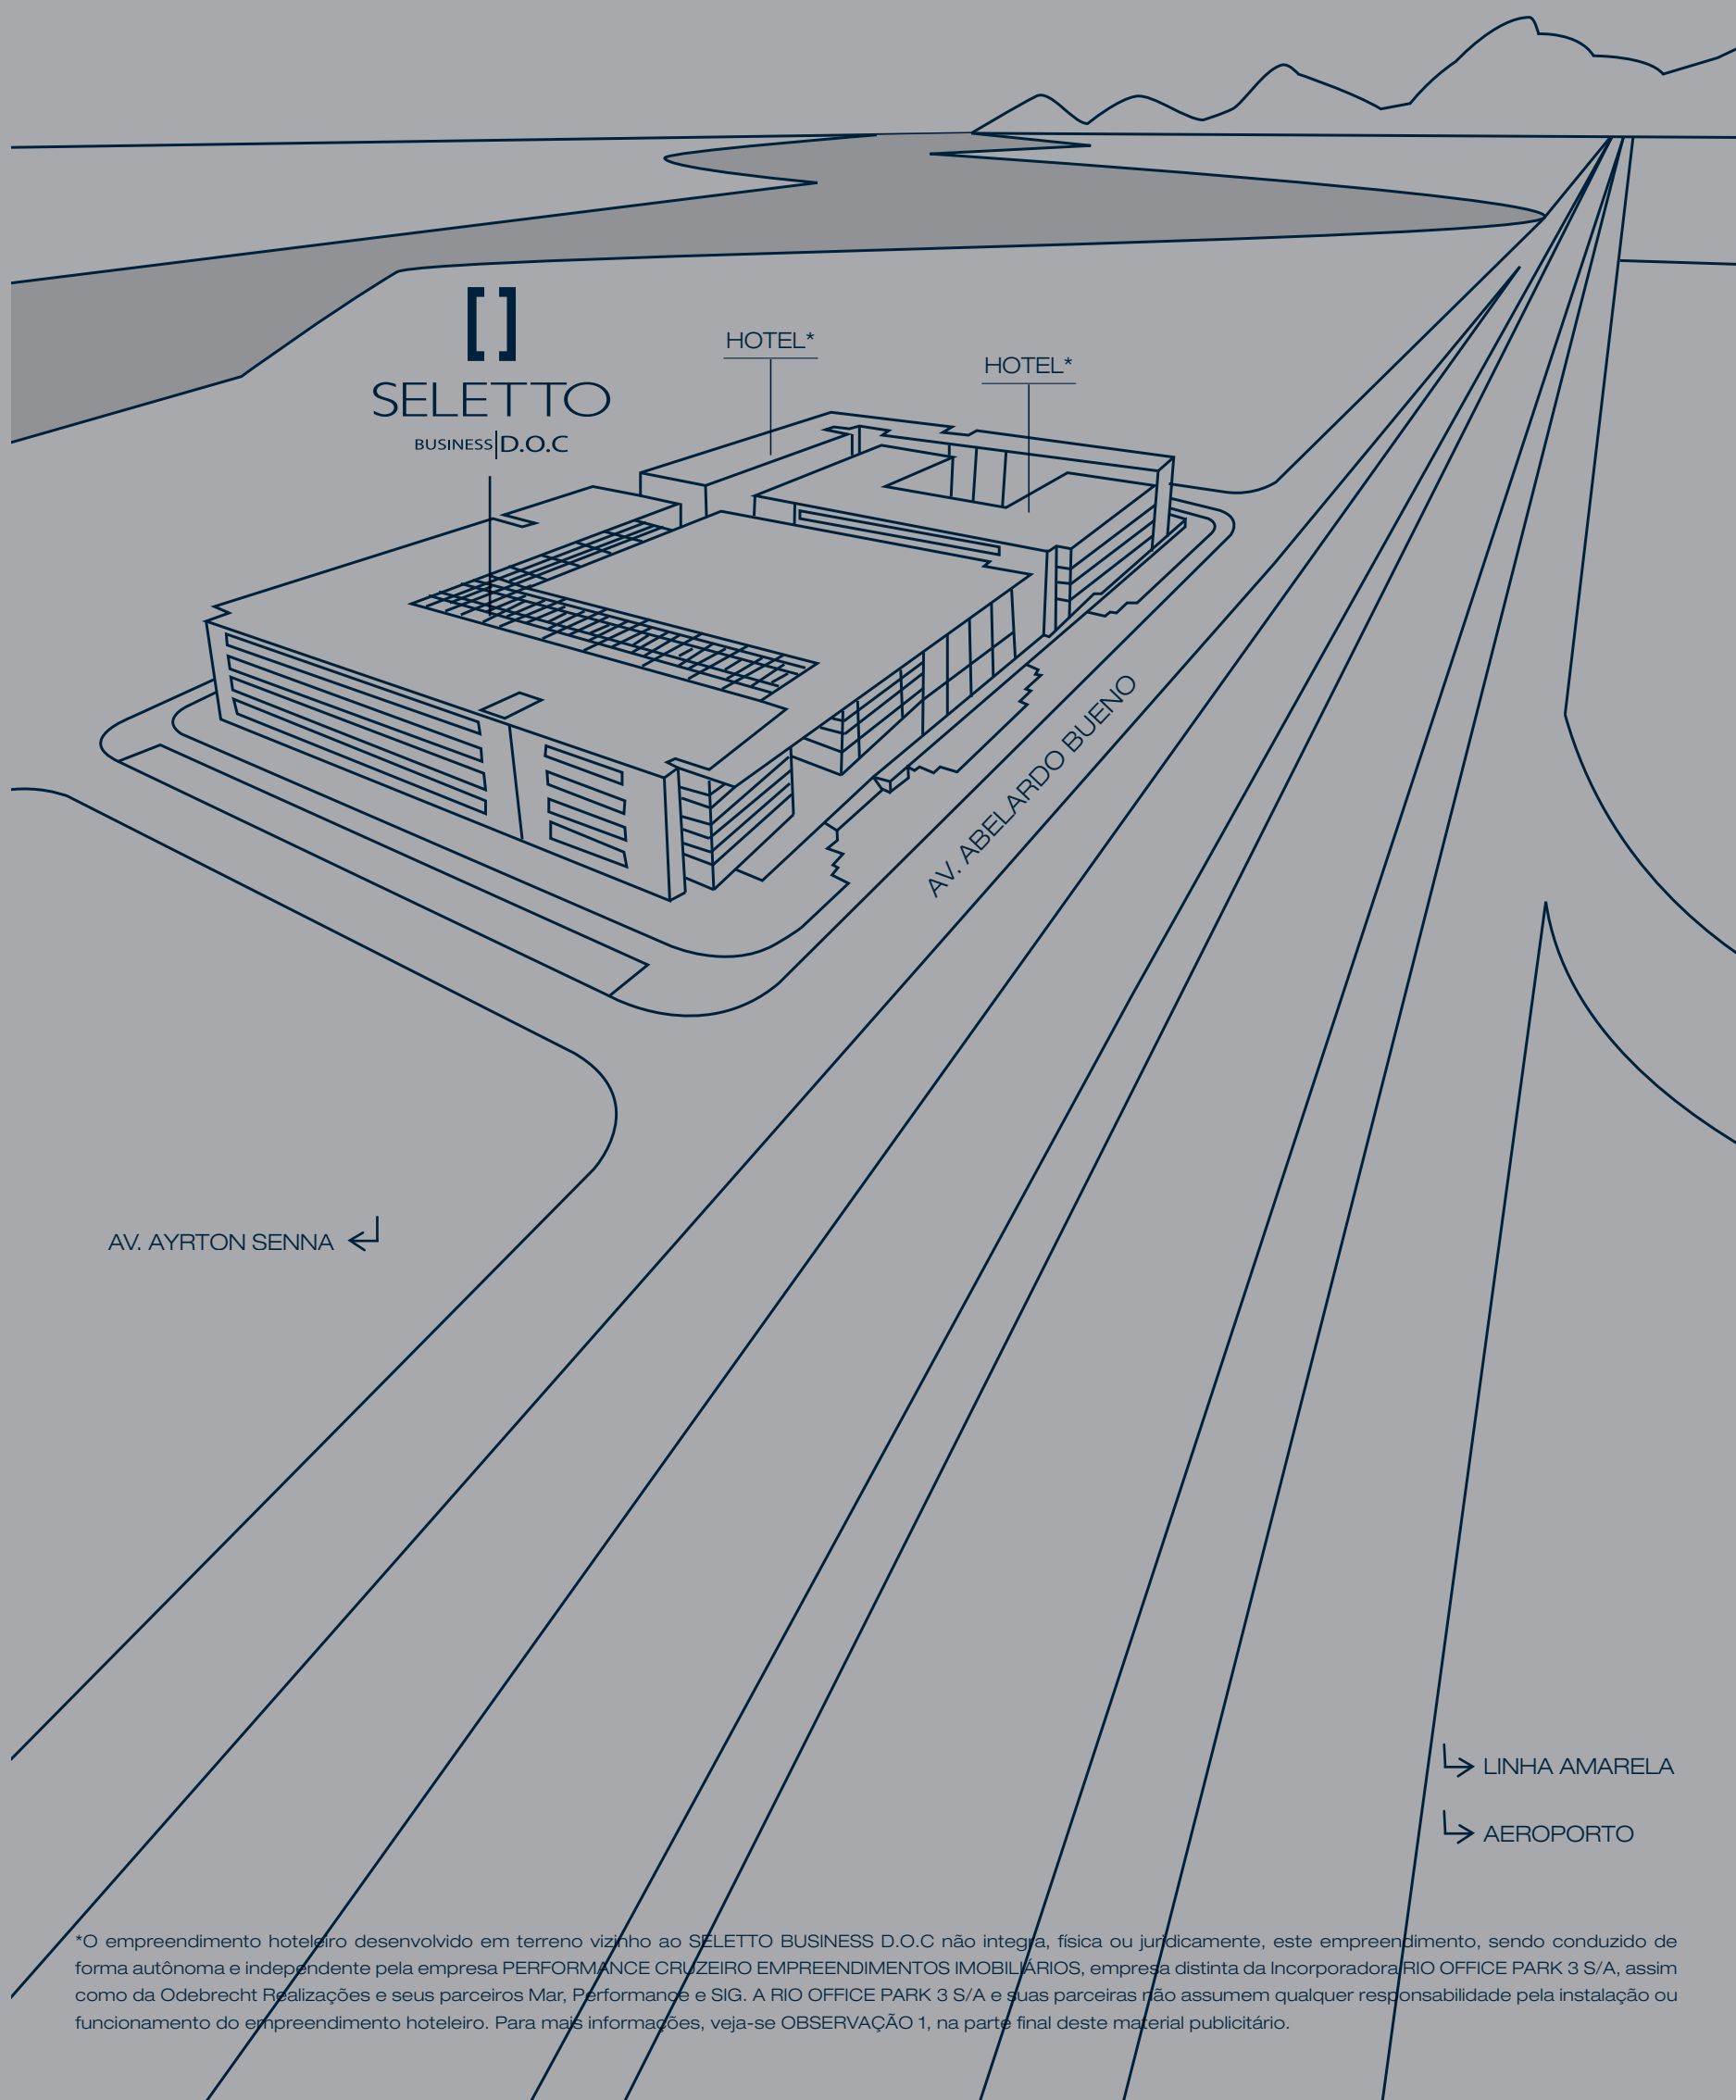 HOTEL*
HOTEL*
SELETTO
BUSINESS D.O.C
AV. ABELARDO BUENO
AV. AYRTON SENNA
LINHA AMARELA
AEROPORTO
*O empreendimento hoteleiro desenvolvido em terreno vizinho ao SELETTO BUSINESS D.O.C não integra, física ou juridicamente, este empreendimento, sendo conduzido de
forma autônoma e independente pela empresa PERFORMANCE CRUZEIRO EMPREENDIMENTOS IMOBILIÁRIOS, empresa distinta da Incorporadora RIO OFFICE PARK 3 S/A, assim
como da Odebrecht Realizações e seus parceiros Mar, Performance e SIG. A RIO OFFICE PARK 3 S/A e suas parceiras não assumem qualquer responsabilidade pela instalação ou
funcionamento do empreendimento hoteleiro. Para mais informações, veja-se OBSERVAÇÃO 1, na parte final deste material publicitário.